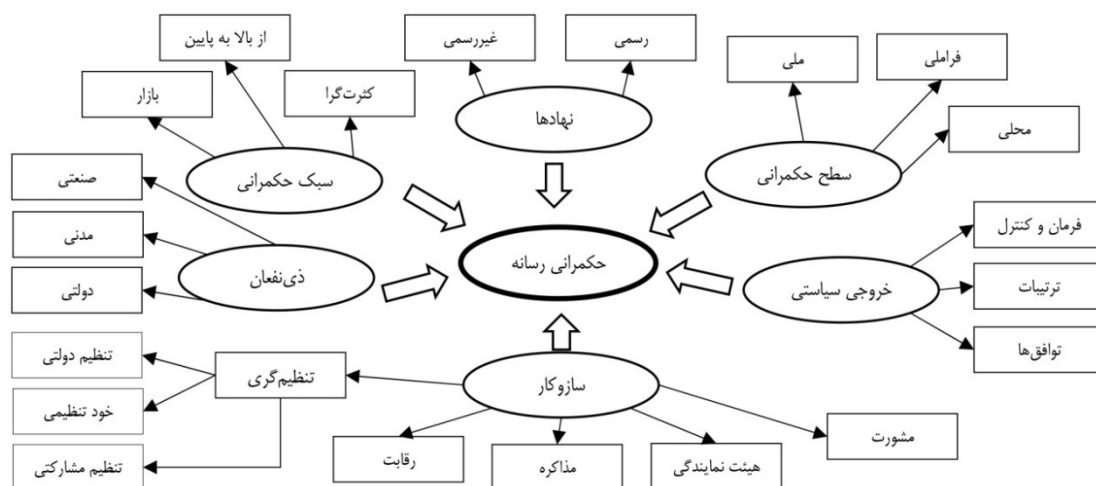 از بالا به پایین
غیررسمی
رسمی
ملی
فراملی
بازار
کثرت‌گرا
نهادها
محلی
سبک حکمرانی
سطح حکمرانی
صنعتی
مدنی
دولتی
ذی‌نفعان
حکمرانی رسانه
خروجی سیاستی
فرمان و کنترل
ترتیبات
توافق‌ها
تنظیم دولتی
خود تنظیمی
تنظیم مشارکتی
تنظیم‌گری
سازوکار
رقابت
مذاکره
هیئت نمایندگی
مشورت